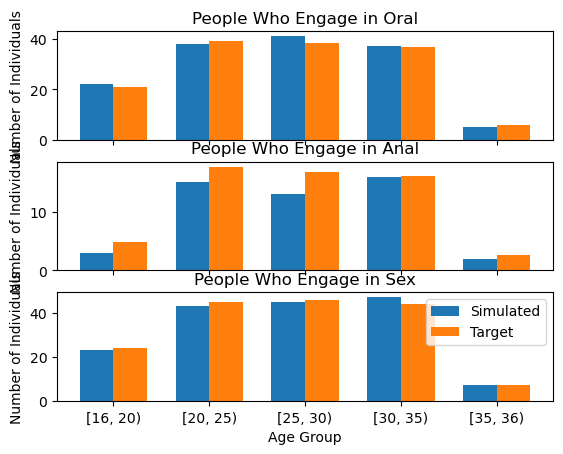 People Who Engage in Oral
Number of Individuals
40
20
0
People Who Engage in Anal
Number of Individuals
10
0
People Who Engage in Sex
Number of Individuals
40
20
0
Simulated
Target
[16, 20)
[20, 25)
[25, 30)
[30, 35)
[35, 36)
Age Group